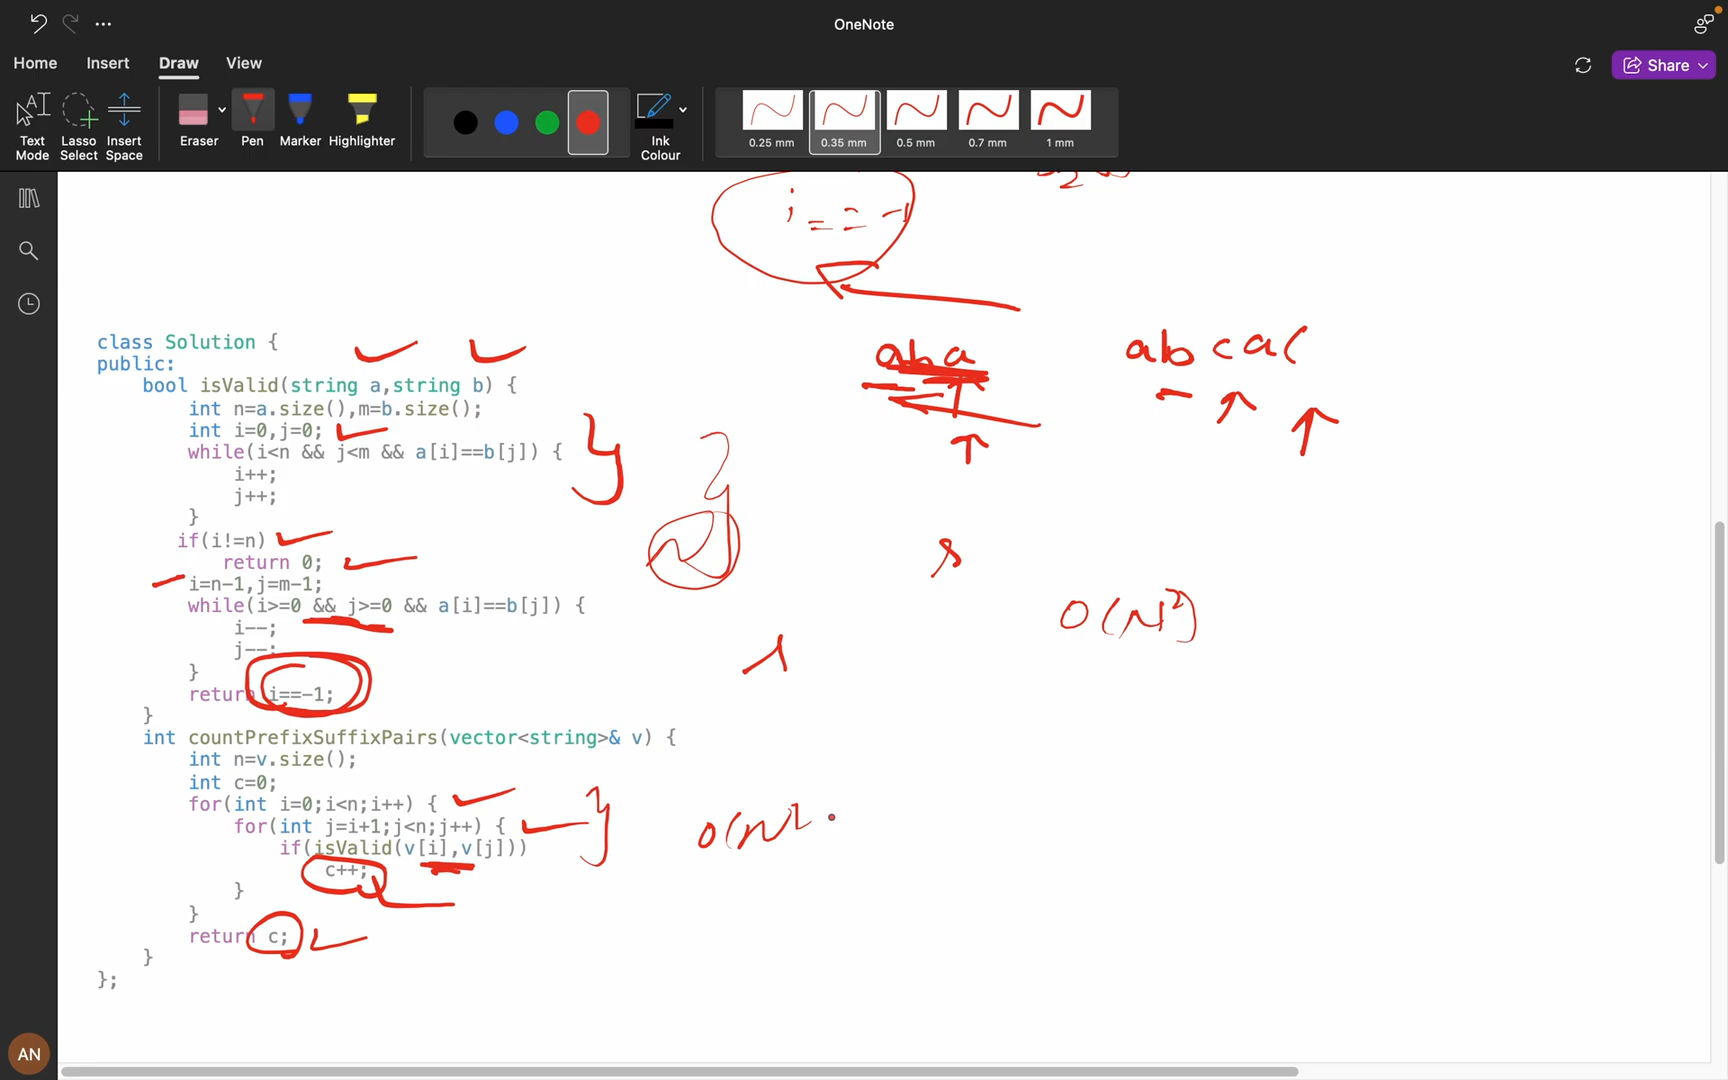 OneNote
Home Insert Draw View
Share
Text Mode
Lasso Select
Insert Space
Eraser
Pen
Marker
Highlighter
Ink Colour
0.25 mm
0.35 mm
0.5 mm
0.7 mm
1 mm
i == -1
class Solution {
public:
bool isValid(string a,string b) {
int n=a.size(),m=b.size();
int i=0,j=0;
while(i<n && j<m && a[i]==b[j]) {
i++;
j++;
}
if(i!=n)
return 0;
i=n-1,j=m-1;
while(i>=0 && j>=0 && a[i]==b[j]) {
i--;
j--;
}
return i==-1;
}
int countPrefixSuffixPairs(vector<string>& v) {
int n=v.size();
int c=0;
for(int i=0;i<n;i++) {
for(int j=i+1;j<n;j++) {
if(isValid(v[i],v[j]))
c++;
}
}
return c;
}
};
aba
abca
s
O(N²)
O(N²
AN